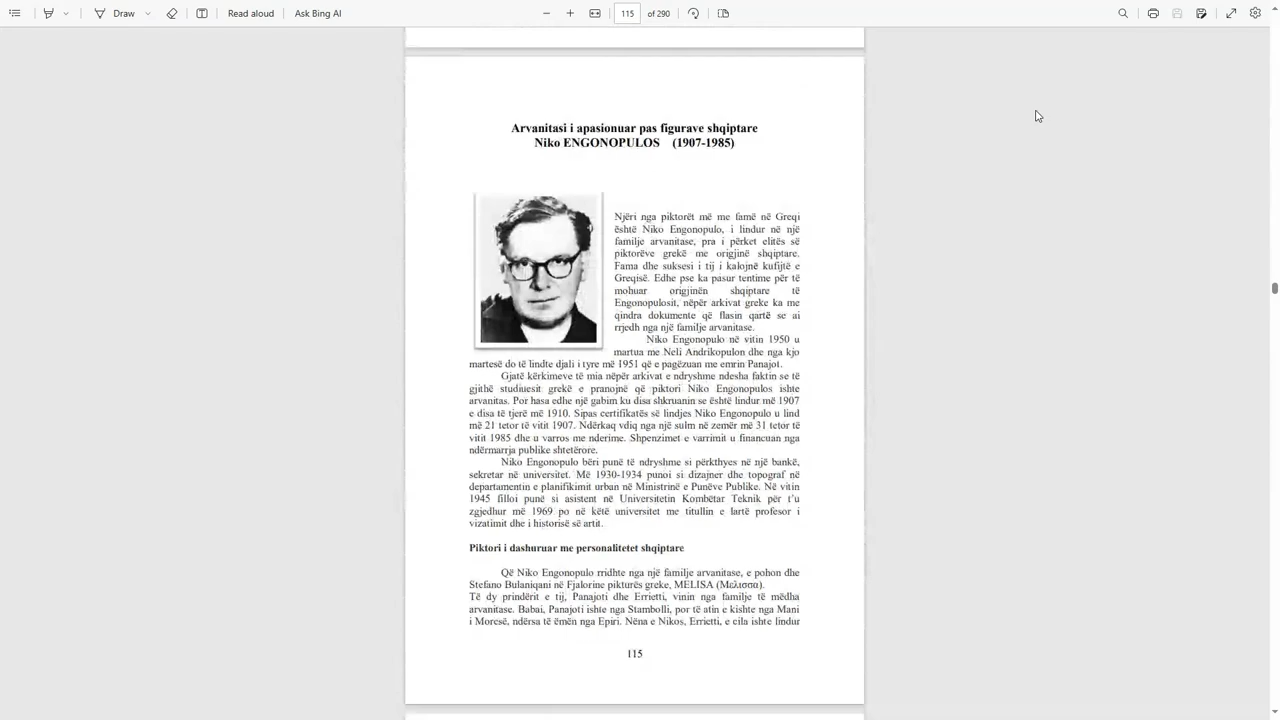 Draw
Read aloud
Ask Bing AI
115
of 290
Arvanitasi i apasionuar pas figurave shqiptare
Niko ENGONOPULOS (1907-1985)
Njëri nga piktorët më me famë në Greqi
është Niko Engonopulo, i lindur në një
familje arvanitase, pra i përket elitës së
piktorëve grekë me origjinë shqiptare.
Fama dhe suksesi i tij i kalojnë kufijtë e
Greqisë. Edhe pse ka pasur tentime për të
mohuar origjinën shqiptare të
Engonopulosit, nëpër arkivat greke ka me
qindra dokumente që flasin qartë se ai
rrjedh nga një familje arvanitase.
Niko Engonopulo në vitin 1950 u
martua me Neli Andrikopulon dhe nga kjo
martesë do të lindte djali i tyre më 1951 që e pagëzuan me emrin Panajot.
Gjatë kërkimeve të mia nëpër arkivat e ndryshme ndesha faktin se të
gjithë studiuesit grekë e pranojnë që piktori Niko Engonopulos ishte
arvanitas. Por hasa edhe një gabim ku disa shkruanin se është lindur më 1907
e disa të tjerë më 1910. Sipas certifikatës së lindjes Niko Engonopulo u lind
më 21 tetor të vitit 1907. Ndërkaq vdiq nga një sulm në zemër më 31 tetor të
vitit 1985 dhe u varros me nderime. Shpenzimet e varrimit u financuan nga
ndërmarrja publike shtetërore.
Niko Engonopulo bëri punë të ndryshme si përkthyes në një bankë,
sekretar në universitet. Më 1930-1934 punoi si dizajner dhe topograf në
departamentin e planifikimit urban në Ministrinë e Punëve Publike. Në vitin
1945 filloi punë si asistent në Universitetin Kombëtar Teknik për t’u
zgjedhur më 1969 po në këtë universitet me titullin e lartë profesor i
vizatimit dhe i historisë së artit.
Piktori i dashuruar me personalitetet shqiptare
Që Niko Engonopulo rridhte nga një familje arvanitase, e pohon dhe
Stefano Bulaniqani në Fjalorine pikturës greke, MELISA (Μελισσα).
Të dy prindërit e tij, Panajoti dhe Errietti, vinin nga familje të mëdha
arvanitase. Babai, Panajoti ishte nga Stambolli, por të atin e kishte nga Mani
i Moresë, ndërsa të ëmën nga Epiri. Nëna e Nikos, Errietti, e cila ishte lindur
115